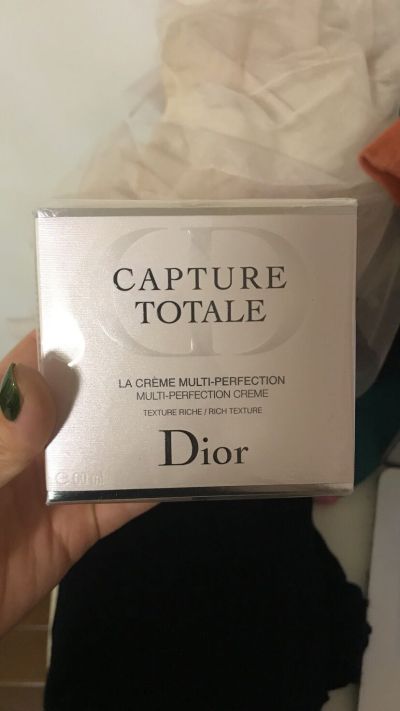 CAPTURE
TOTALE
LA CRÈME MULTI-PERFECTION
MULTI-PERFECTION CREME
TEXTURE RICHE / RICH TEXTURE
Dior